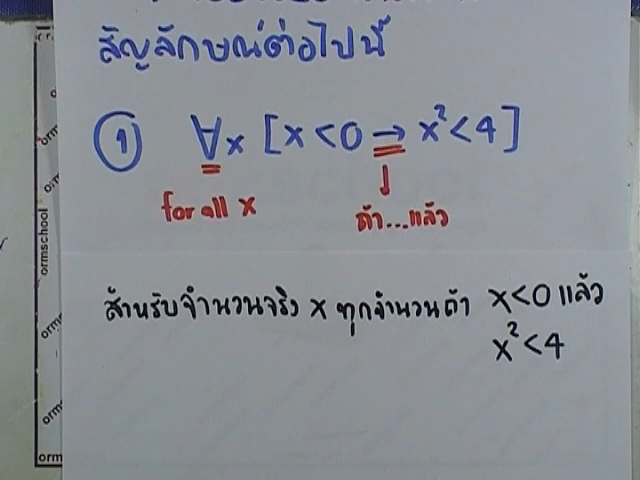 สัญลักษณ์ต่อไปนี้
① ∀x [x<0 → x²<4]
for all x
ถ้า...แล้ว
สำหรับจำนวนจริง x ทุกจำนวนถ้า x<0 แล้ว
x²<4
ormschool